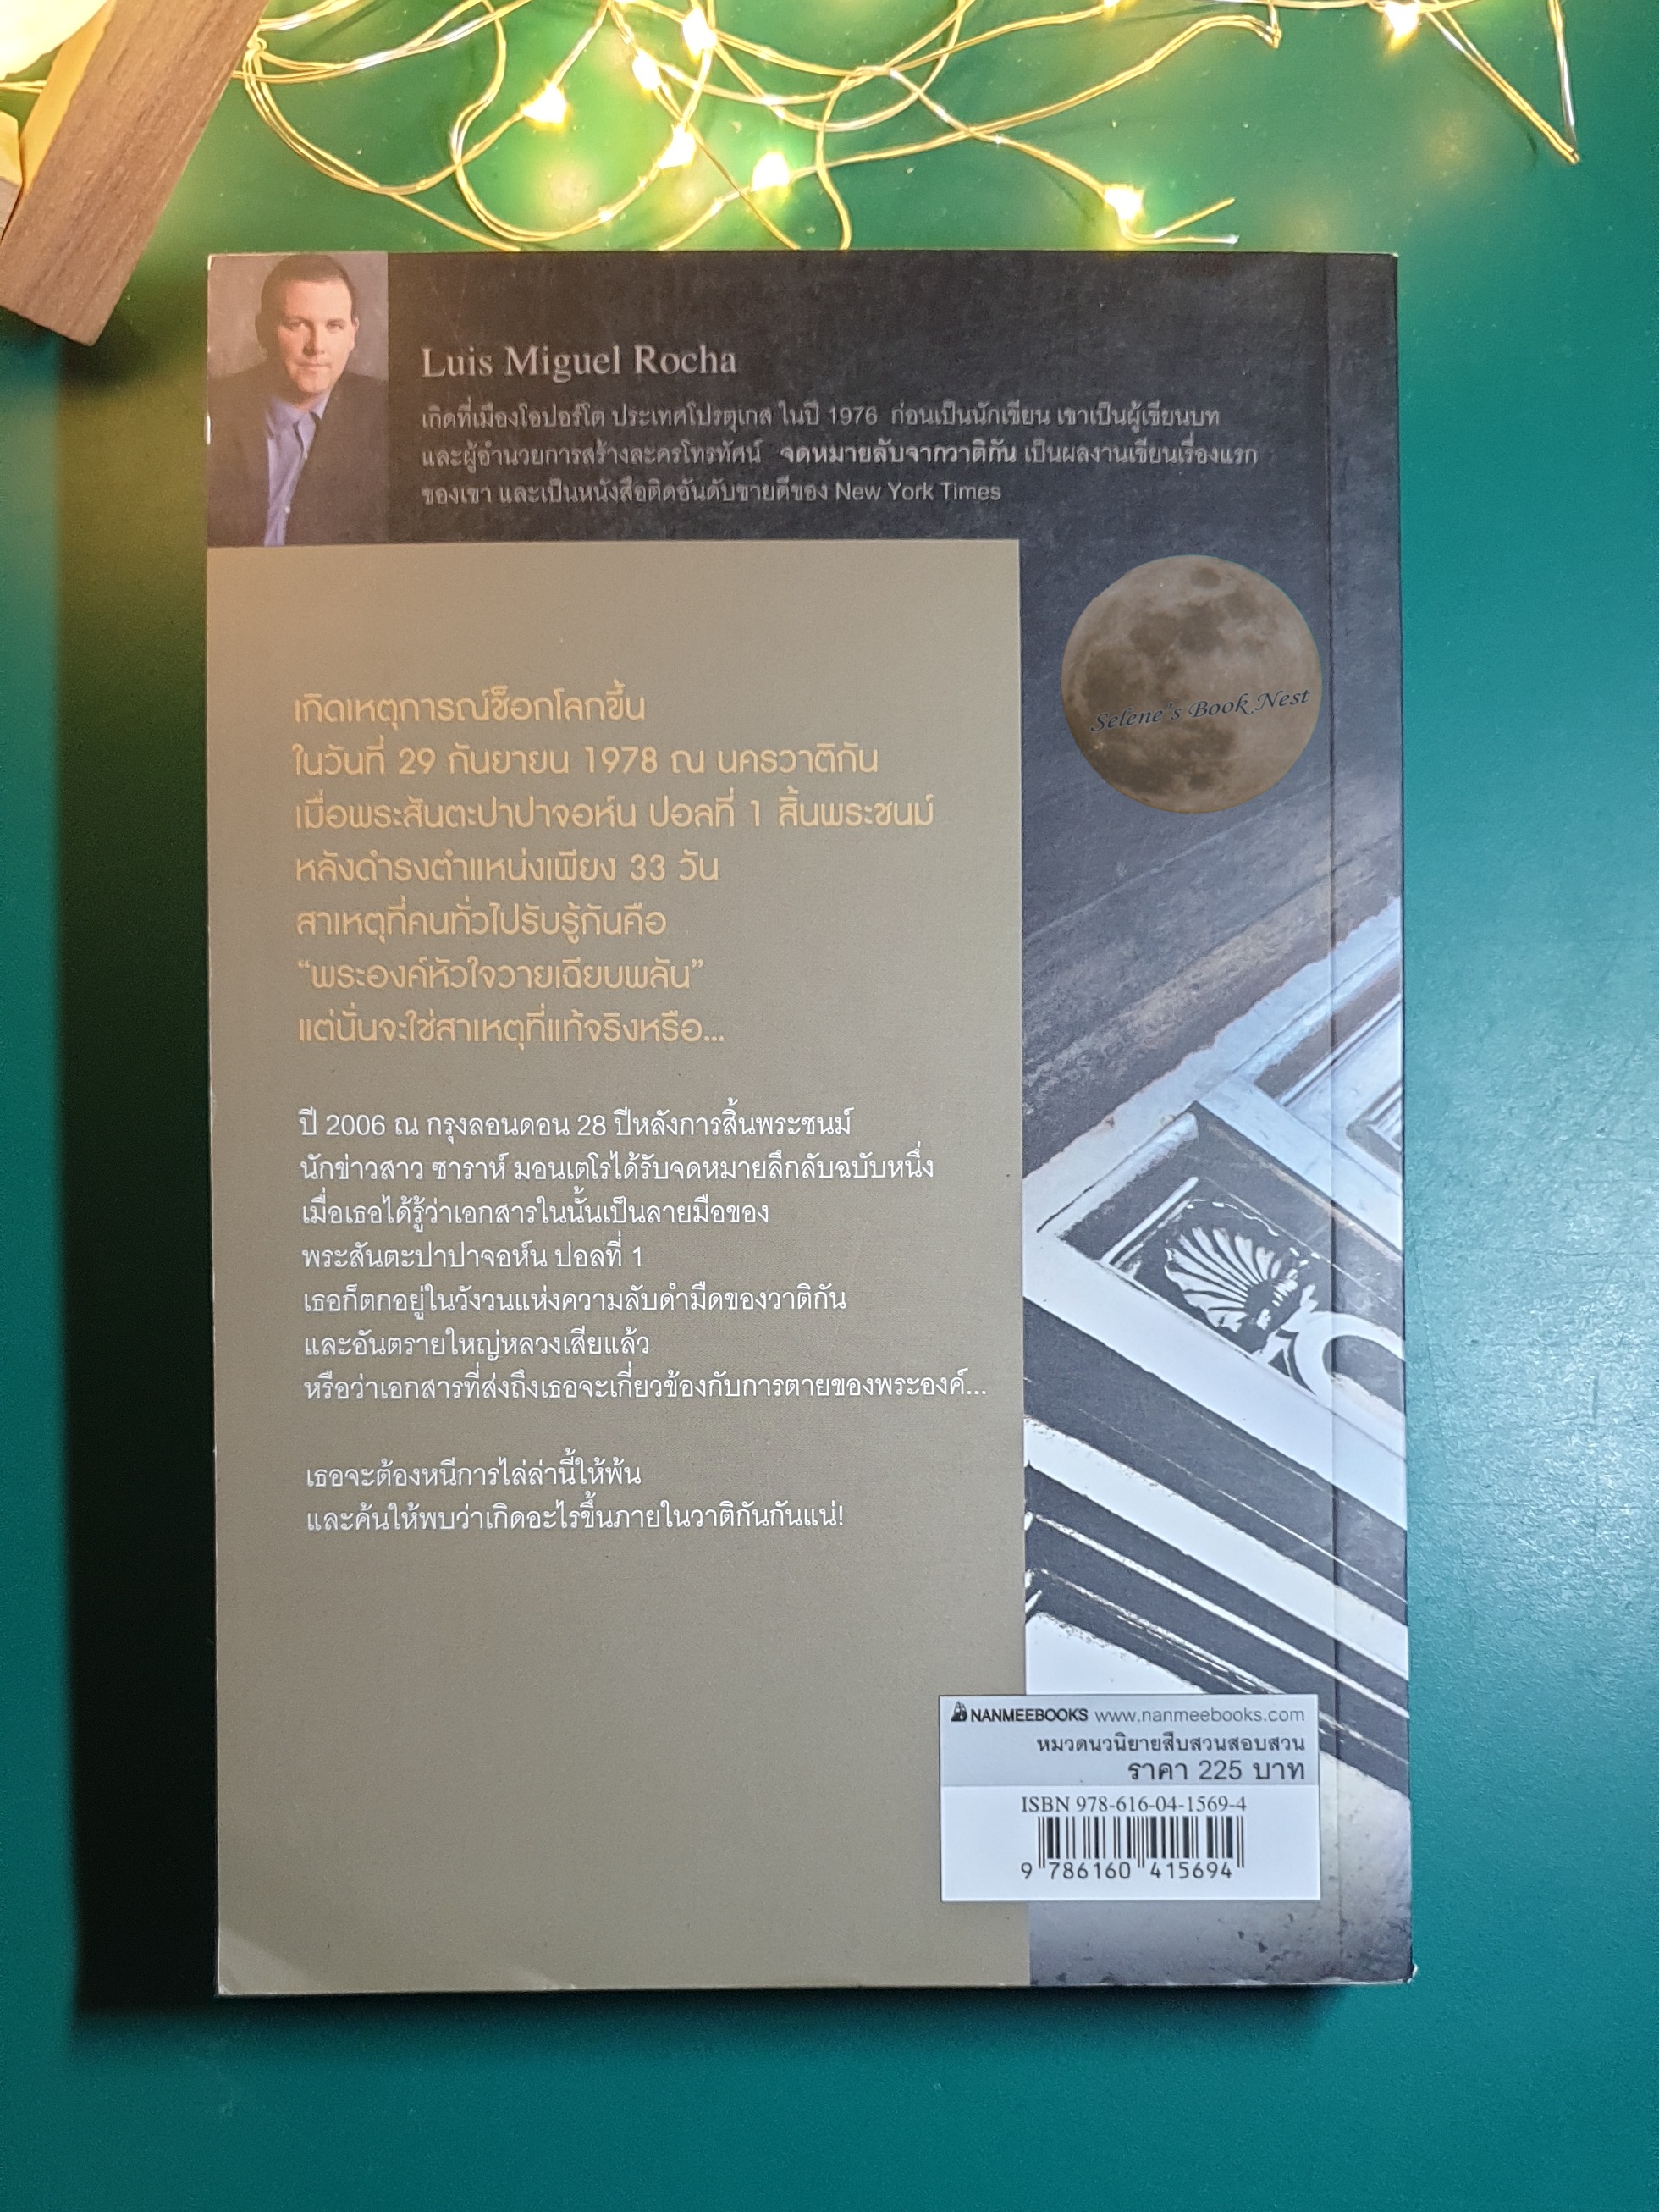 Luis Miguel Rocha
เกิดที่เมืองโอปอร์โต ประเทศโปรตุเกส ในปี 1976 ก่อนเป็นนักเขียน เขาเป็นผู้เขียนบท
และผู้อำนวยการสร้างละครโทรทัศน์ จดหมายลับจากวาติกัน เป็นผลงานเขียนเรื่องแรก
ของเขา และเป็นหนังสือติดอันดับขายดีของ New York Times
Selene's Book Nest
เกิดเหตุการณ์ช็อกโลกขึ้น
ในวันที่ 29 กันยายน 1978 ณ นครวาติกัน
เมื่อพระสันตะปาปาจอห์น ปอลที่ 1 สิ้นพระชนม์
หลังดำรงตำแหน่งเพียง 33 วัน
สาเหตุที่คนทั่วไปรับรู้กันคือ
“พระองค์หัวใจวายเฉียบพลัน”
แต่นั่นจะใช่สาเหตุที่แท้จริงหรือ...
ปี 2006 ณ กรุงลอนดอน 28 ปีหลังการสิ้นพระชนม์
นักข่าวสาว ซาราห์ มอนเตโรได้รับจดหมายลึกลับฉบับหนึ่ง
เมื่อเธอได้รู้ว่าเอกสารในนั้นเป็นลายมือของ
พระสันตะปาปาจอห์น ปอลที่ 1
เธอก็ตกอยู่ในวังวนแห่งความลับดำมืดของวาติกัน
และอันตรายใหญ่หลวงเสียแล้ว
หรือว่าเอกสารที่ส่งถึงเธอจะเกี่ยวข้องกับการตายของพระองค์...
เธอจะต้องหนีการไล่ล่านี้ให้พ้น
และค้นให้พบว่าเกิดอะไรขึ้นภายในวาติกันกันแน่!
NANMEEBOOKS www.nanmeebooks.com
หมวดนวนิยายสืบสวนสอบสวน
ราคา 225 บาท
ISBN 978-616-04-1569-4
9 786160 415694